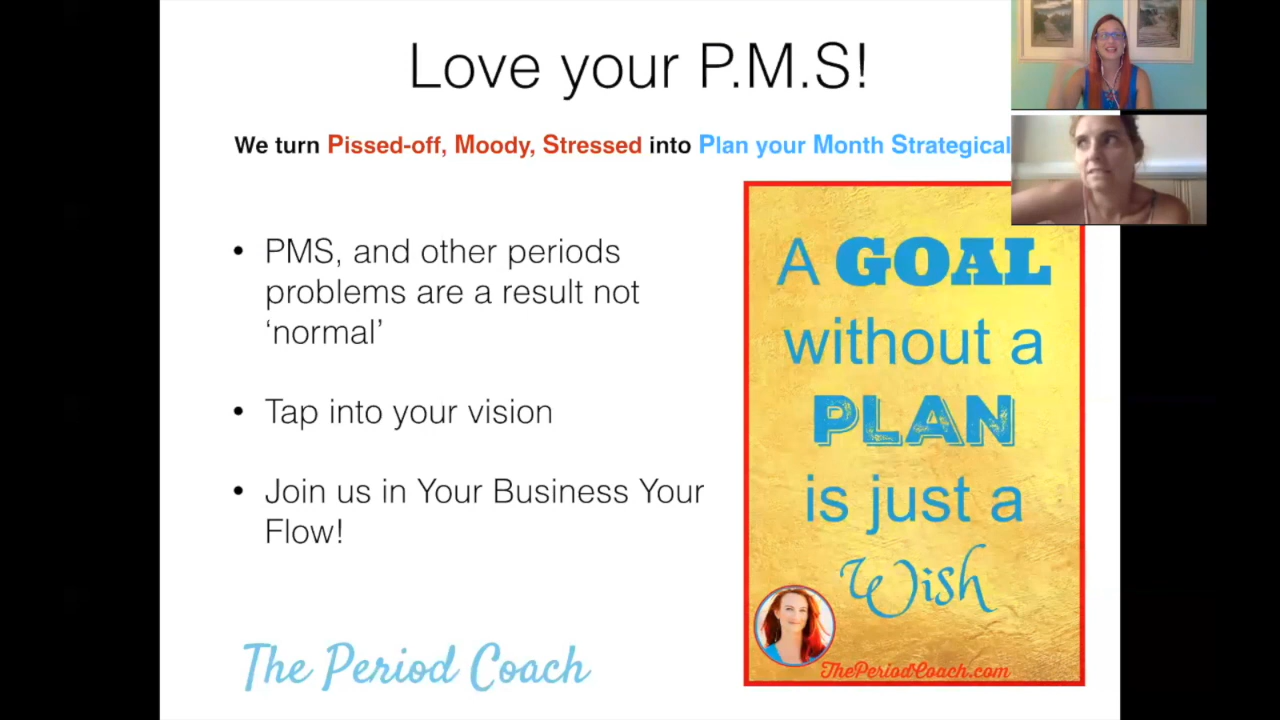 Love your P.M.S!
We turn Pissed-off, Moody, Stressed into Plan your Month Strategical
• PMS, and other periods
problems are a result not
‘normal’
• Tap into your vision
• Join us in Your Business Your
Flow!
The Period Coach
A GOAL
without a
PLAN
is just a
Wish
ThePeriodCoach.com